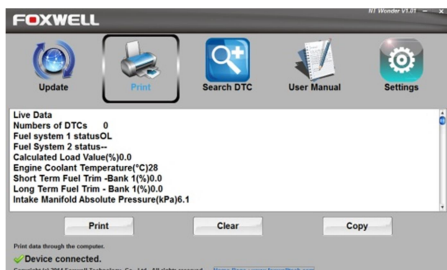 NT Wonder V1.01
FOXWELL
Update
Print
Search DTC
User Manual
Settings
Live Data
Numbers of DTCs 0
Fuel system 1 statusOL
Fuel System 2 status--
Calculated Load Value(%)0.0
Engine Coolant Temperature(°C)28
Short Term Fuel Trim -Bank 1(%)0.0
Long Term Fuel Trim - Bank 1(%)0.0
Intake Manifold Absolute Pressure(kPa)6.1
Print
Clear
Copy
Print data through the computer.
Device connected.